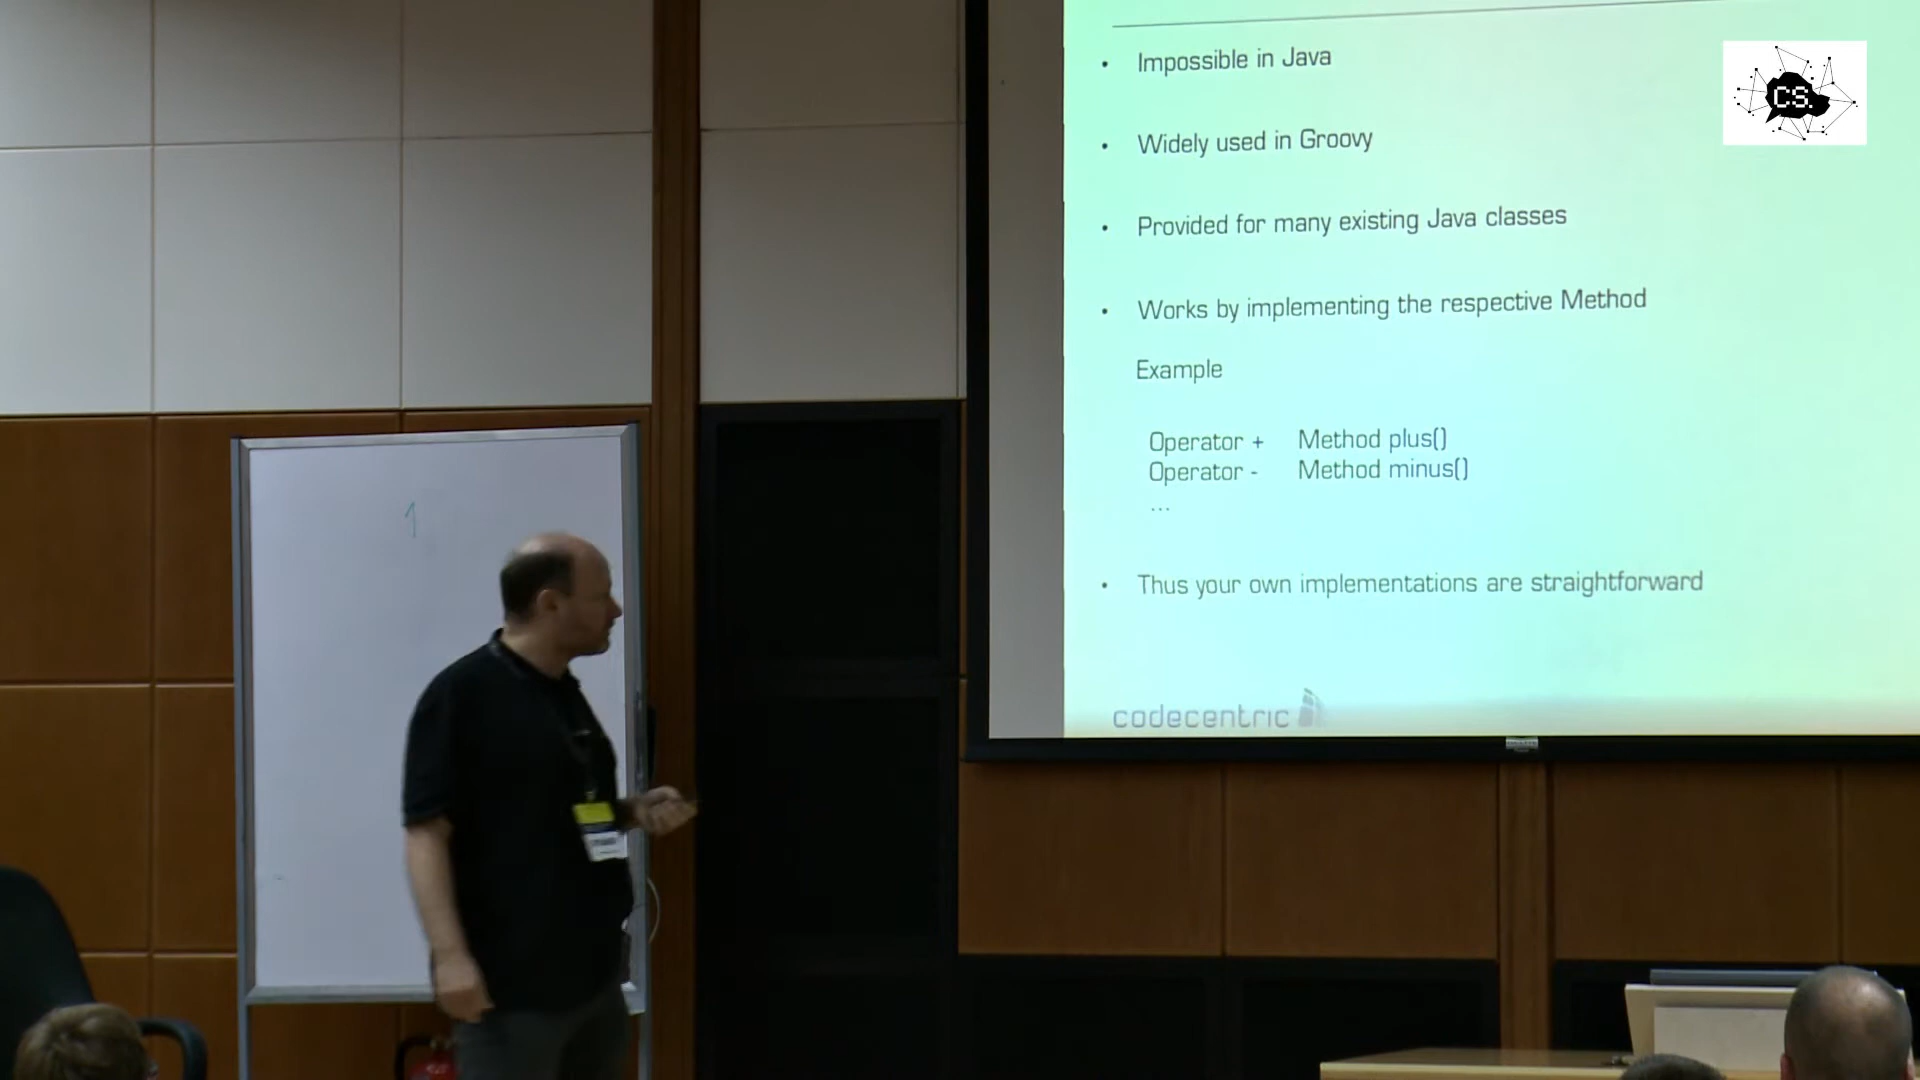 • Impossible in Java
CS.
• Widely used in Groovy
• Provided for many existing Java classes
• Works by implementing the respective Method
Example
Operator + Method plus()
Operator - Method minus()
...
• Thus your own implementations are straightforward
codecentric
1